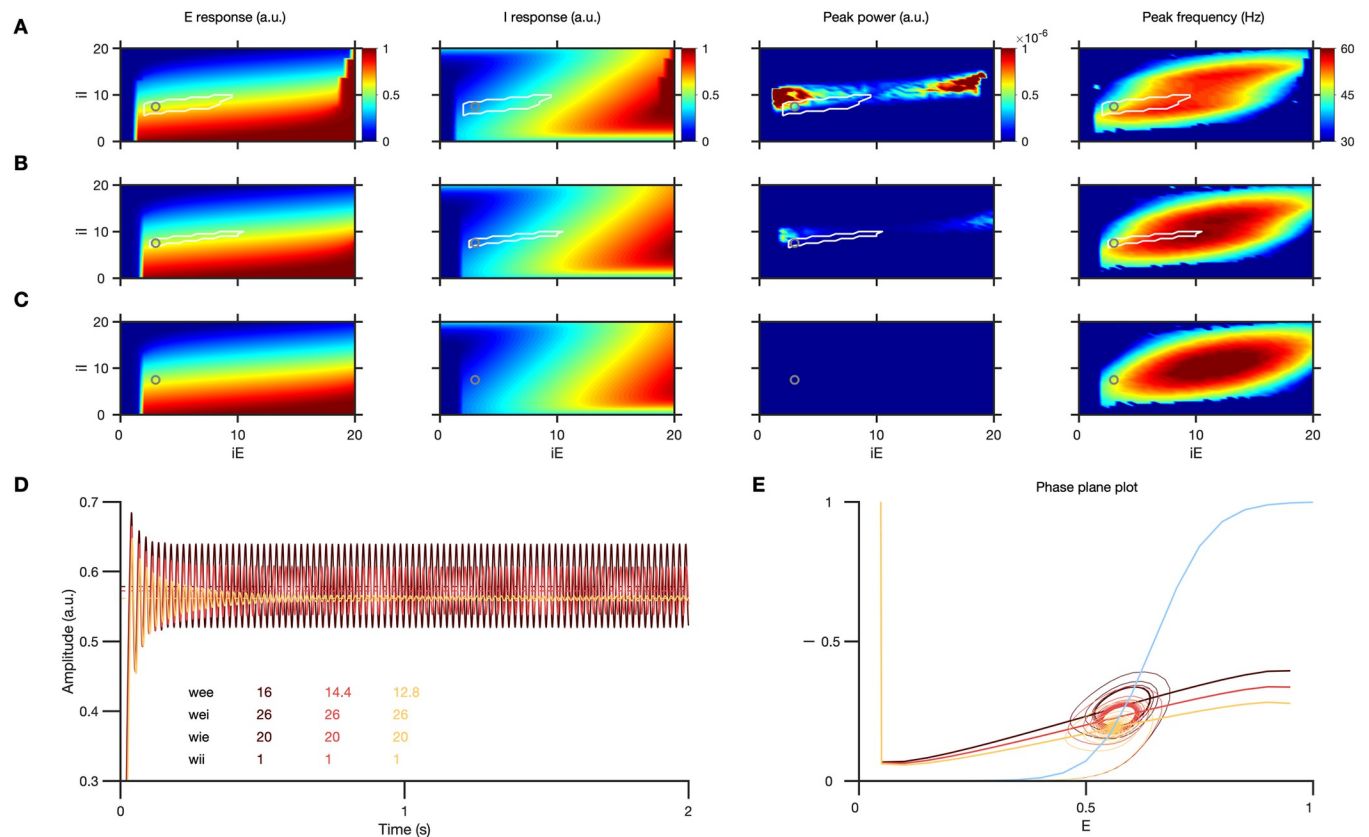 E response (a.u.)
I response (a.u.)
Peak power (a.u.)
Peak frequency (Hz)
A
×10⁻⁶
20
10
0
iI
1
0.5
0
1
0.5
0
1
0.5
0
60
45
30
B
20
10
0
iI
C
20
10
0
iI
0 10 20
0 10 20
0 10 20
0 10 20
iE
iE
iE
iE
D
0.7
0.6
0.5
0.4
0.3
Amplitude (a.u.)
wee 16 14.4 12.8
wei 26 26 26
wie 20 20 20
wii 1 1 1
0 1 2
Time (s)
E
Phase plane plot
1
0.5
0
I
0 0.5 1
E